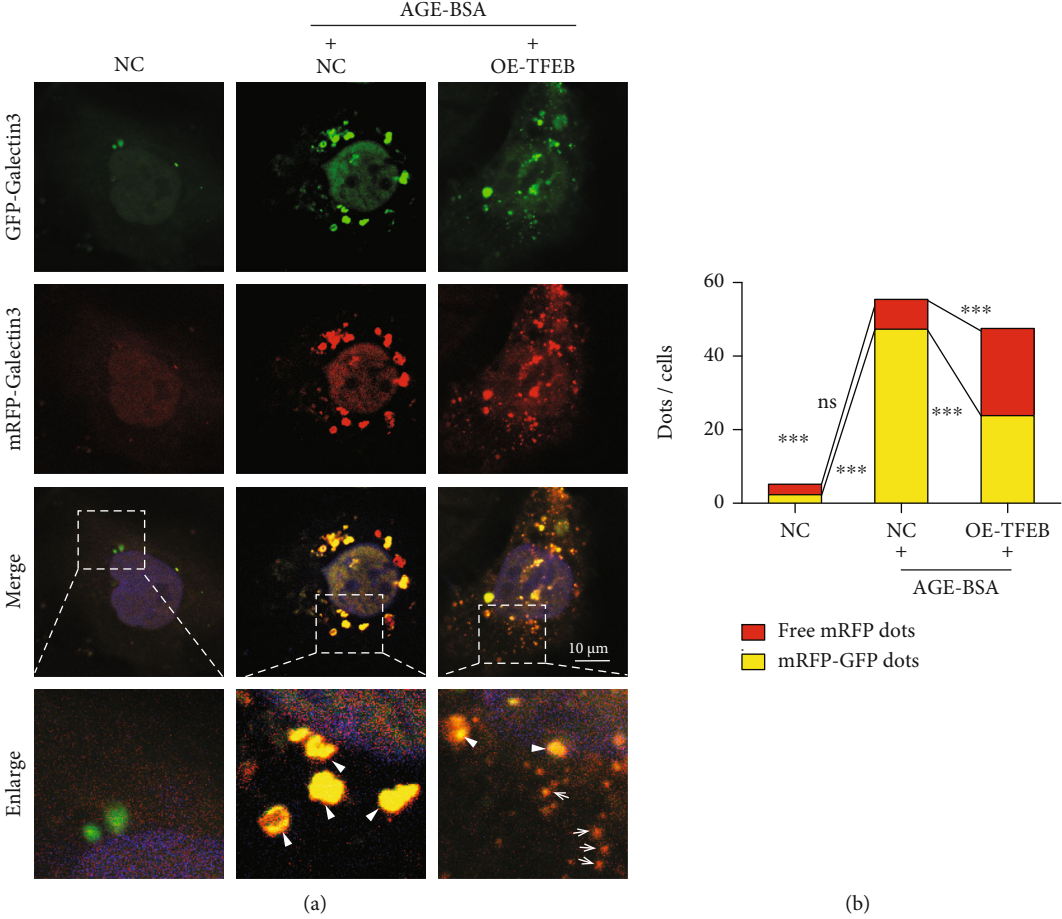 AGE-BSA
NC
+
NC
+
OE-TFEB
GFP-Galectin3
mRFP-Galectin3
Merge
10 µm
Enlarge
(a)
60
40
20
0
Dots / cells
***
ns
***
***
***
NC
NC
+
OE-TFEB
+
AGE-BSA
Free mRFP dots
mRFP-GFP dots
(b)